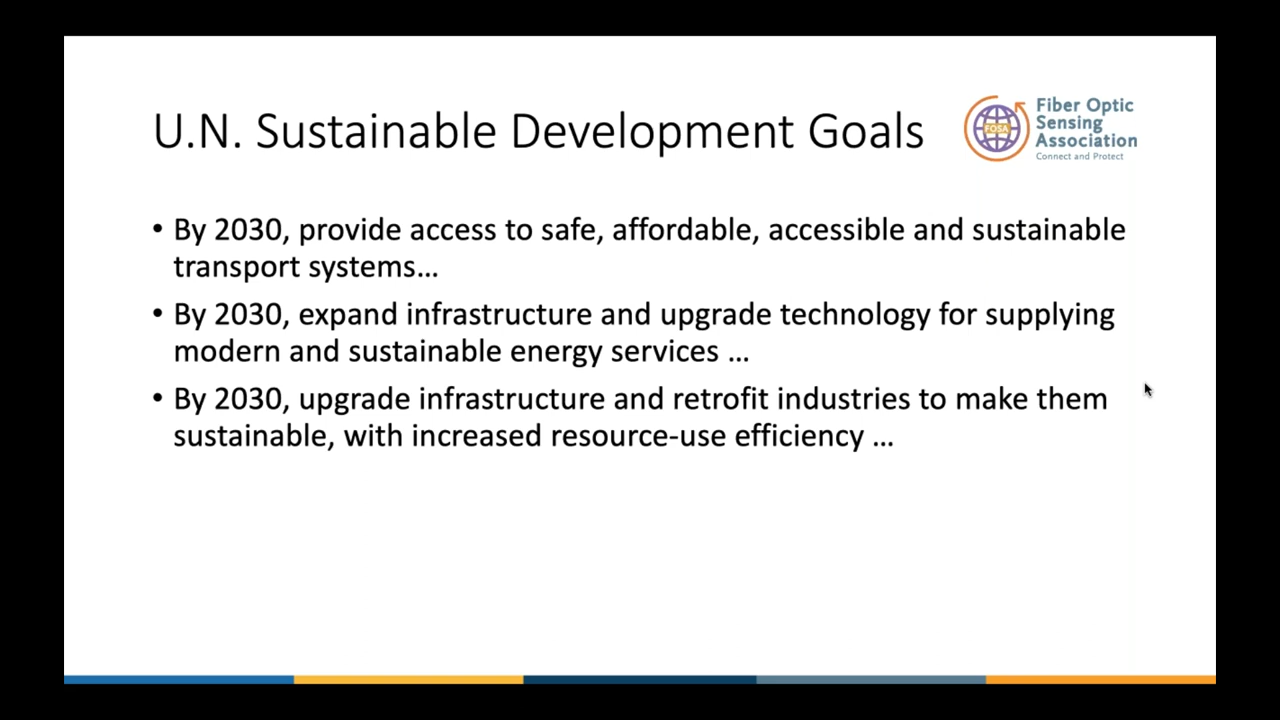 U.N. Sustainable Development Goals
Fiber Optic
Sensing
Association
Connect and Protect
FOSA
• By 2030, provide access to safe, affordable, accessible and sustainable
transport systems…
• By 2030, expand infrastructure and upgrade technology for supplying
modern and sustainable energy services …
• By 2030, upgrade infrastructure and retrofit industries to make them
sustainable, with increased resource-use efficiency …